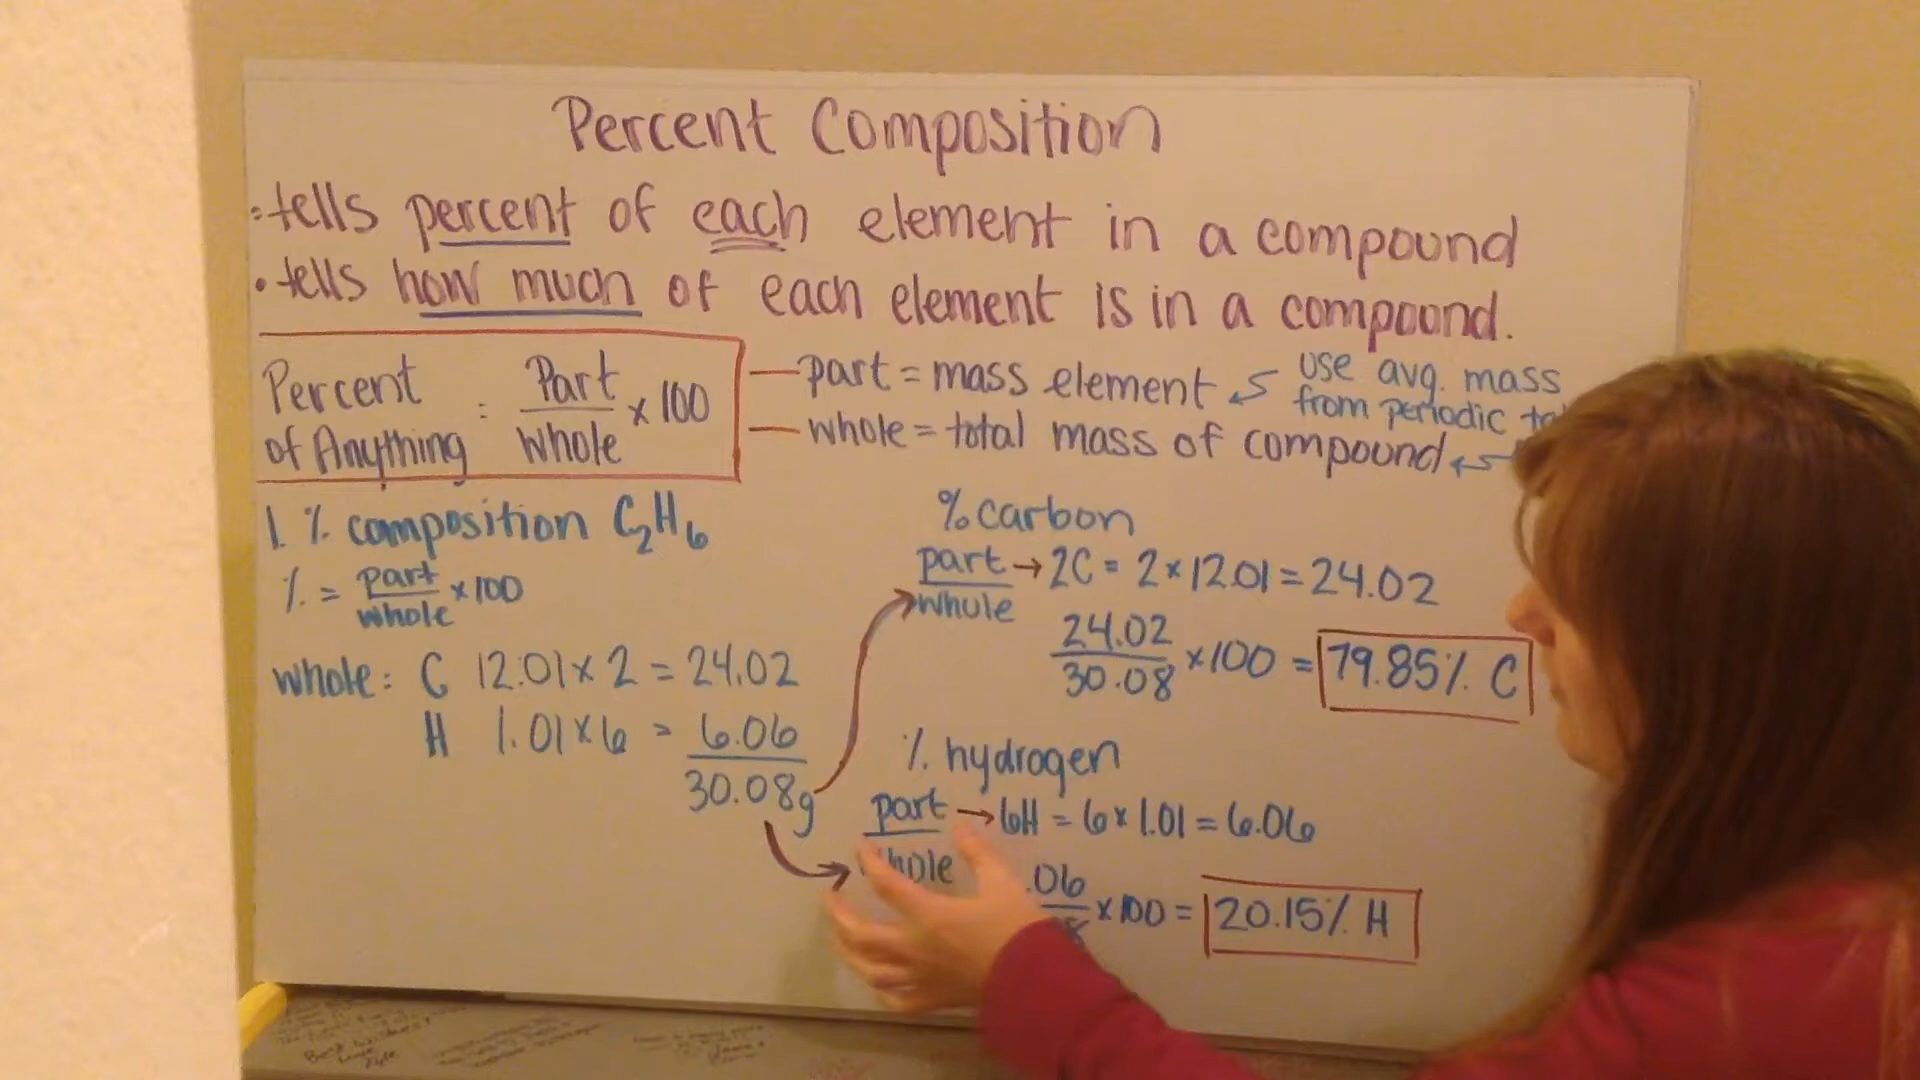 Percent Composition
tells percent of each element in a compound
• tells how much of each element is in a compound.
Percent of Anything = Part/Whole × 100
part = mass element
whole = total mass of compound
use avg. mass
from periodic
1. % composition C₂H₆
% = part/whole × 100
whole: C 12.01 × 2 = 24.02
H 1.01 × 6 = 6.06
30.08g
% carbon
part → 2C = 2 × 12.01 = 24.02
whole
24.02/30.08 × 100 = 79.85% C
% hydrogen
part → 6H = 6 × 1.01 = 6.06
whole
.06
× 100 = 20.15% H